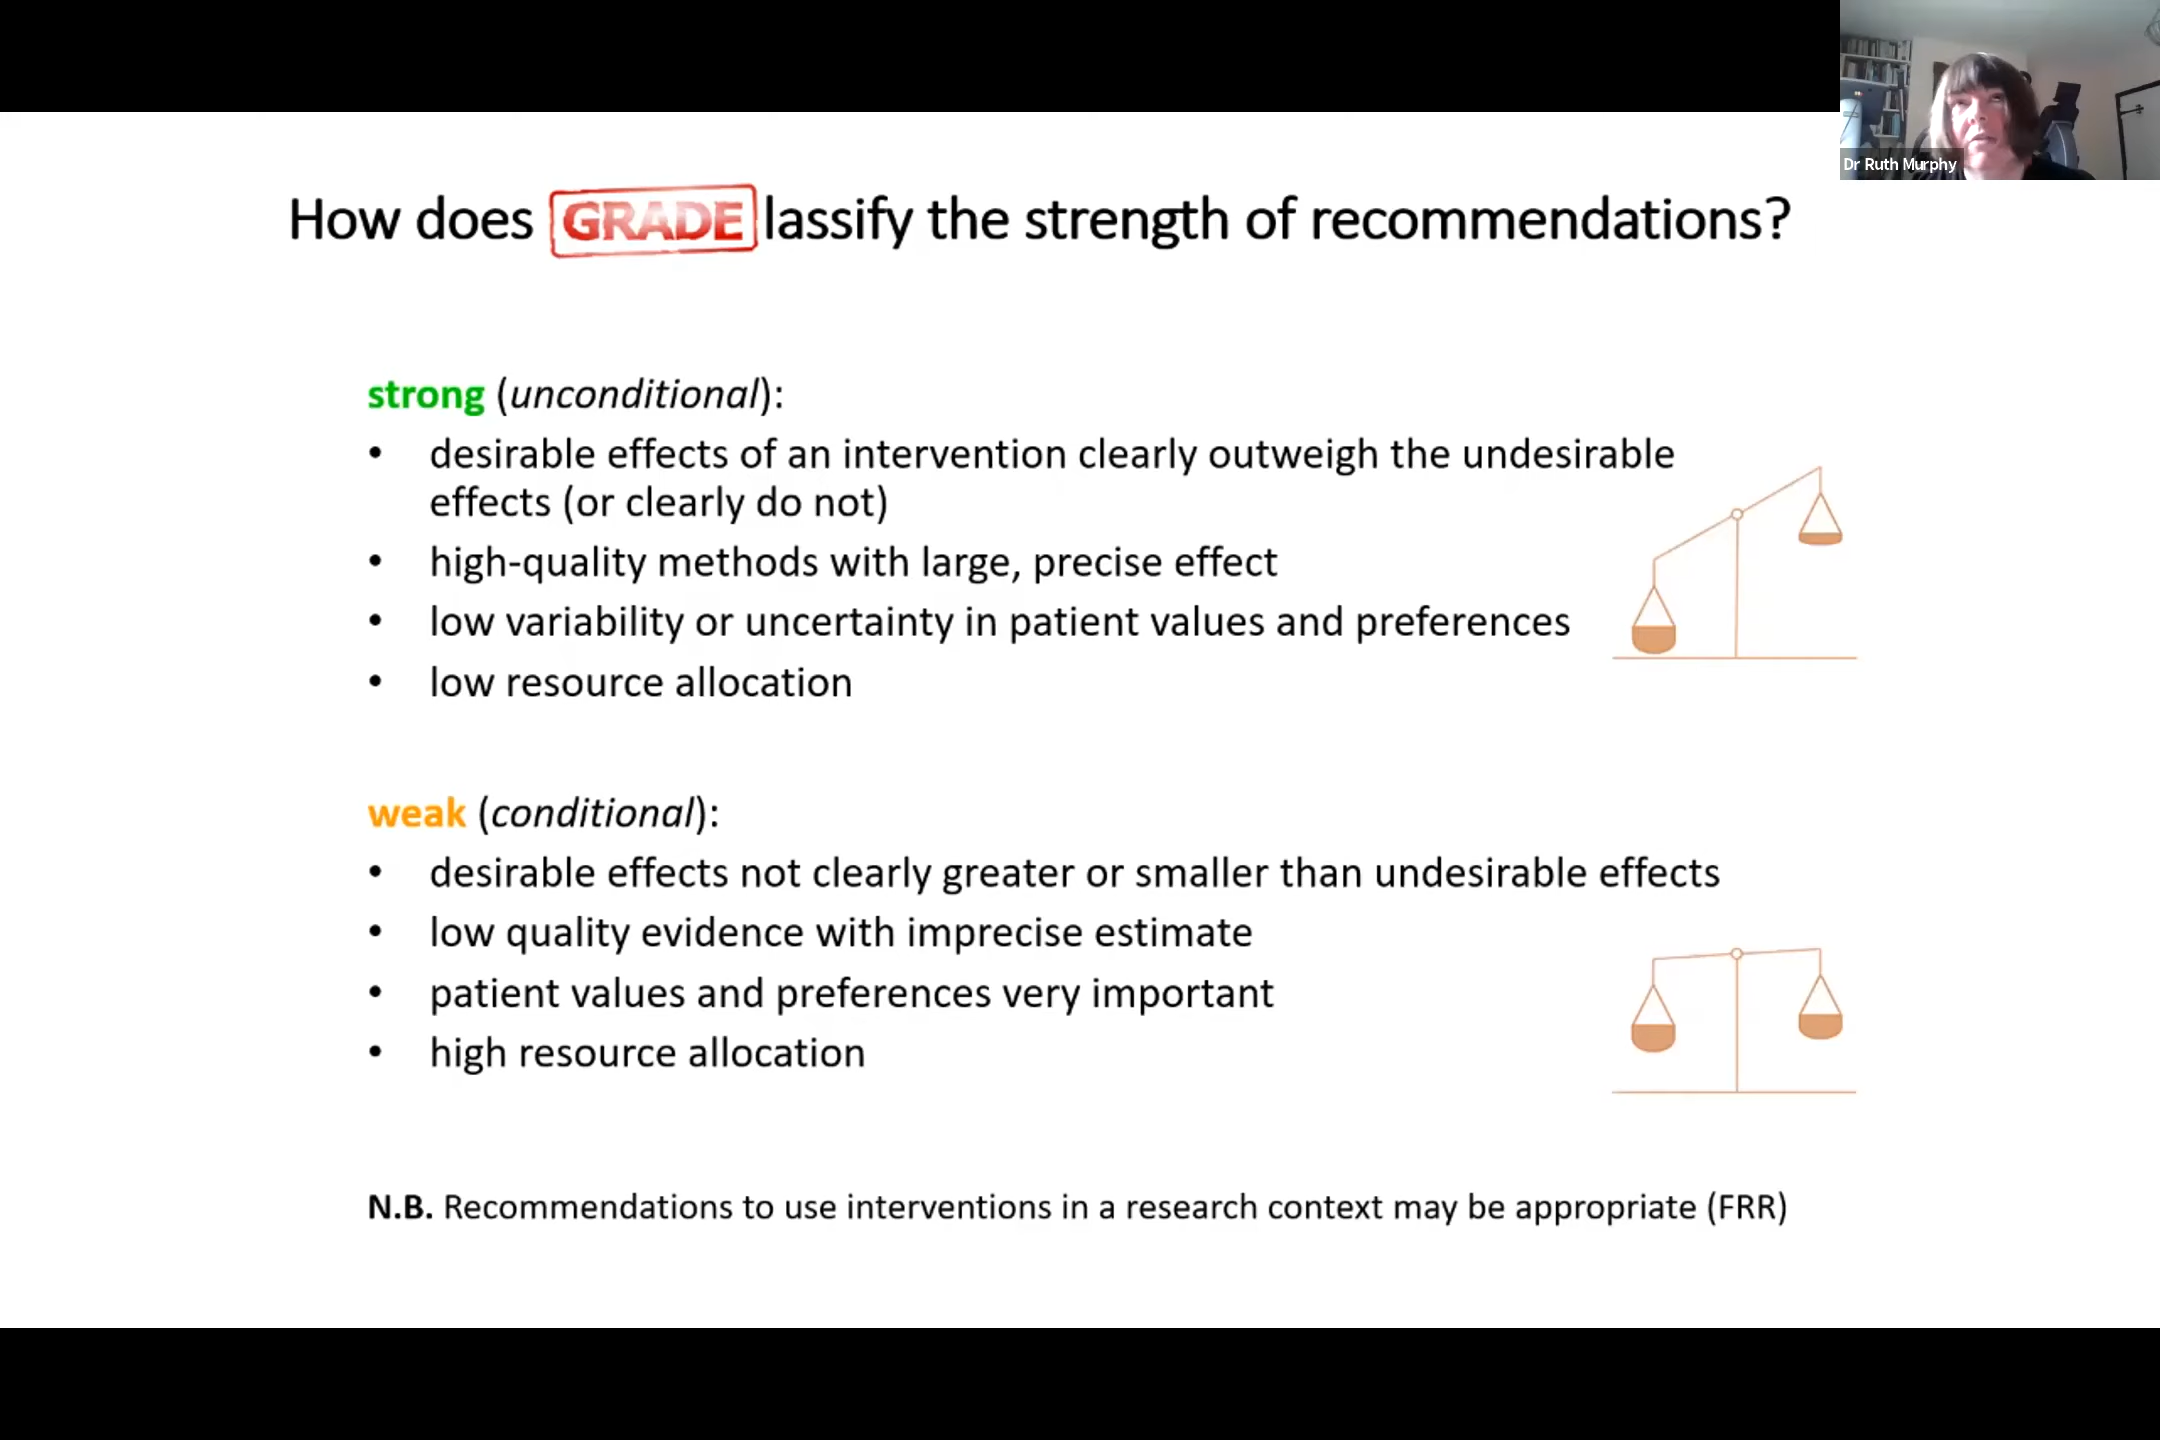 Dr Ruth Murphy
How does GRADE lassify the strength of recommendations?
strong (unconditional):
• desirable effects of an intervention clearly outweigh the undesirable
effects (or clearly do not)
• high-quality methods with large, precise effect
• low variability or uncertainty in patient values and preferences
• low resource allocation
weak (conditional):
• desirable effects not clearly greater or smaller than undesirable effects
• low quality evidence with imprecise estimate
• patient values and preferences very important
• high resource allocation
N.B. Recommendations to use interventions in a research context may be appropriate (FRR)